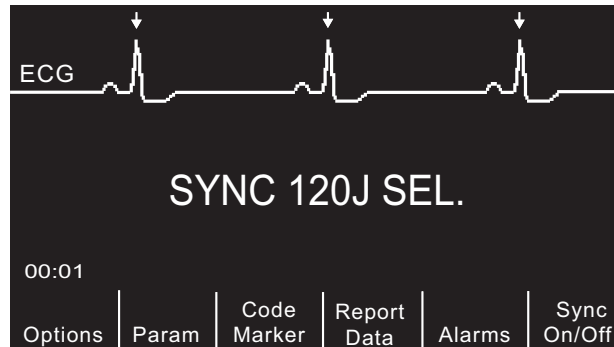 ECG
SYNC 120J SEL.
00:01
Options
Param
Code
Marker
Report
Data
Alarms
Sync
On/Off